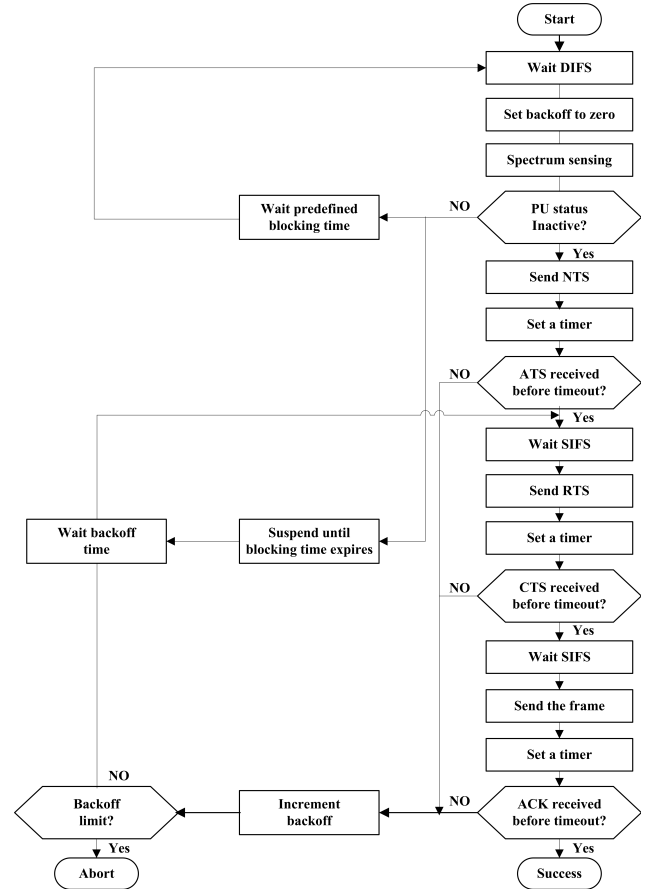 Start
Wait DIFS
Set backoff to zero
Spectrum sensing
Wait predefined
blocking time
NO
PU status
Inactive?
Yes
Send NTS
Set a timer
NO
ATS received
before timeout?
Yes
Wait SIFS
Send RTS
Wait backoff
time
Suspend until
blocking time expires
Set a timer
NO
CTS received
before timeout?
Yes
Wait SIFS
Send the frame
Set a timer
NO
Backoff
limit?
Increment
backoff
NO
ACK received
before timeout?
Yes
Yes
Abort
Success